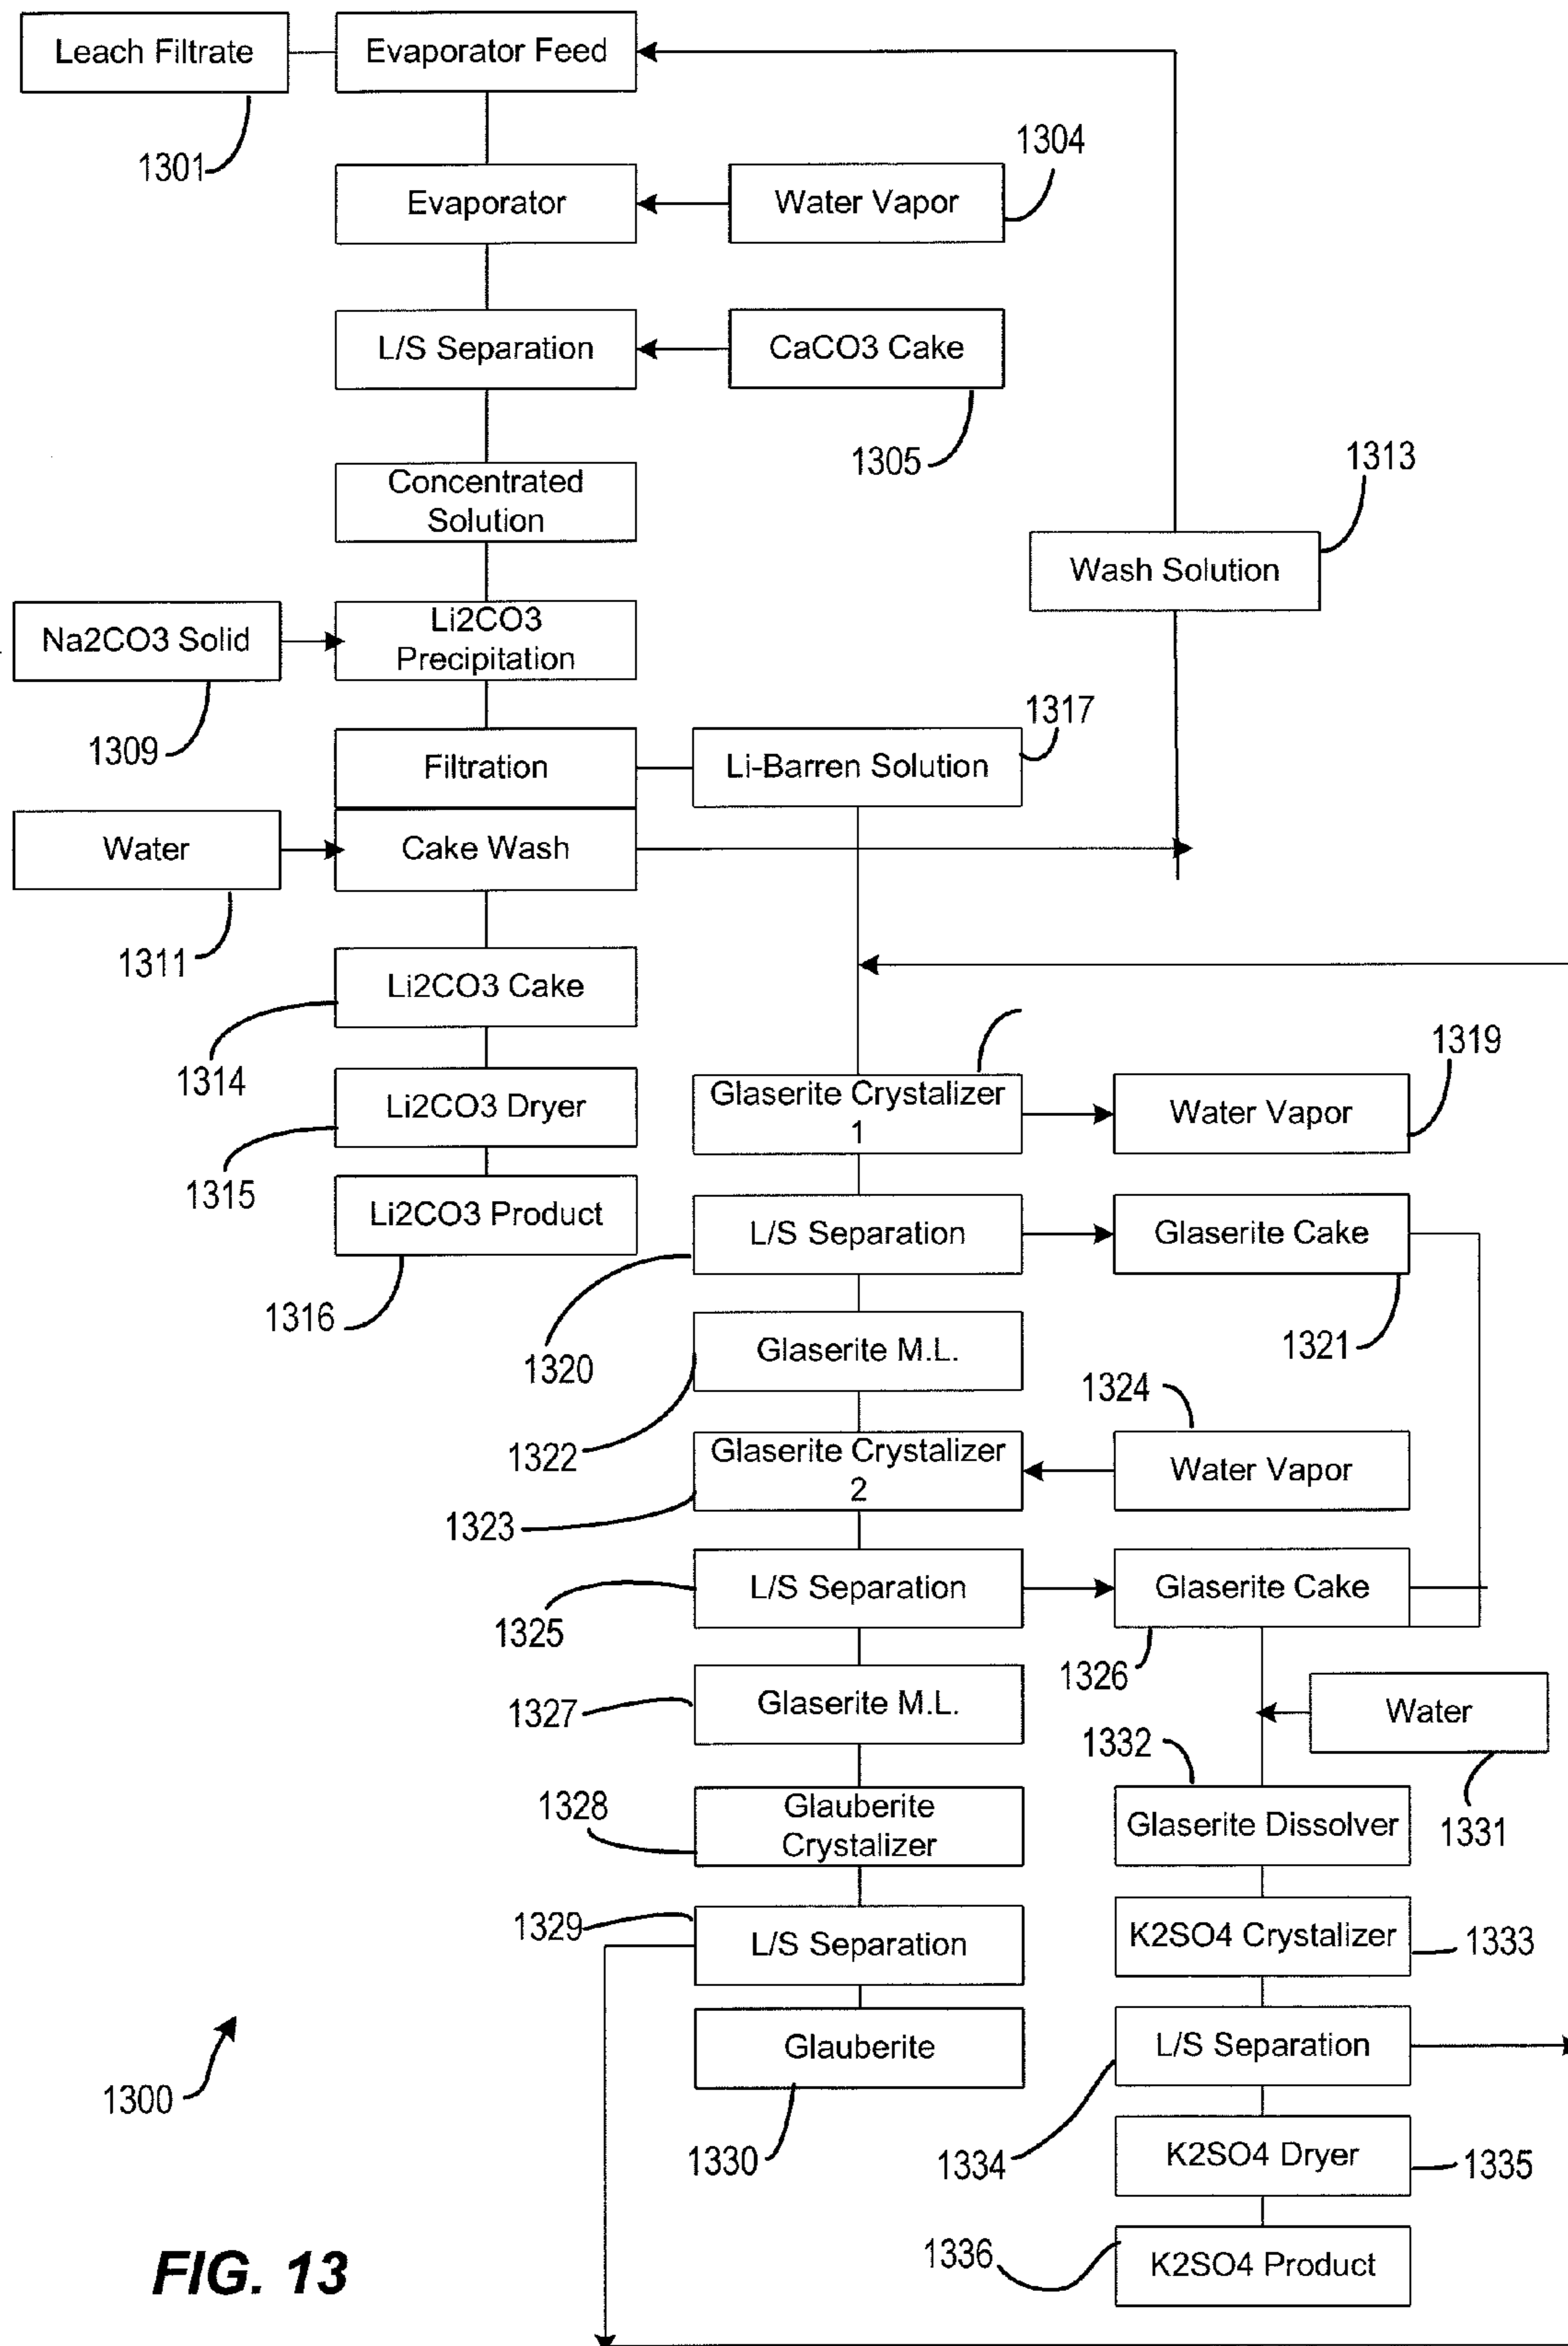 Leach Filtrate
Evaporator Feed
1301
1304
Evaporator
Water Vapor
L/S Separation
CaCO3 Cake
1305
1313
Concentrated
Solution
Wash Solution
Na2CO3 Solid
Li2CO3
Precipitation
1309
1317
Filtration
Li-Barren Solution
Water
Cake Wash
1311
Li2CO3 Cake
1314
1319
Li2CO3 Dryer
Glaserite Crystalizer
1
Water Vapor
1315
Li2CO3 Product
L/S Separation
Glaserite Cake
1316
1320
1321
Glaserite M.L.
1324
1322
Glaserite Crystalizer
2
Water Vapor
1323
L/S Separation
Glaserite Cake
1325
1326
Glaserite M.L.
1327
Water
1332
1328
Glauberite
Crystalizer
Glaserite Dissolver
1331
1329
L/S Separation
K2SO4 Crystalizer
1333
Glauberite
L/S Separation
1300
1330
1334
K2SO4 Dryer
1335
1336
K2SO4 Product
FIG. 13